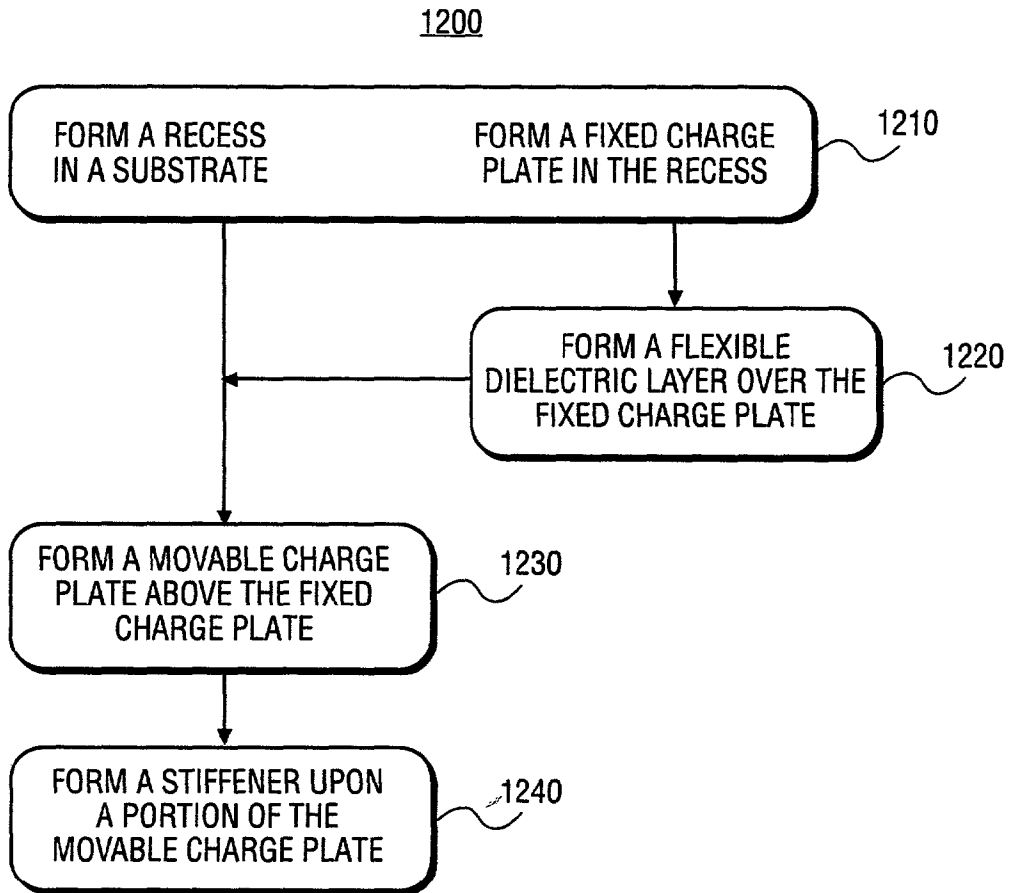 1200
FORM A RECESS
IN A SUBSTRATE
FORM A FIXED CHARGE
PLATE IN THE RECESS
1210
FORM A FLEXIBLE
DIELECTRIC LAYER OVER THE
FIXED CHARGE PLATE
1220
FORM A MOVABLE CHARGE
PLATE ABOVE THE FIXED
CHARGE PLATE
1230
FORM A STIFFENER UPON
A PORTION OF THE
MOVABLE CHARGE PLATE
1240